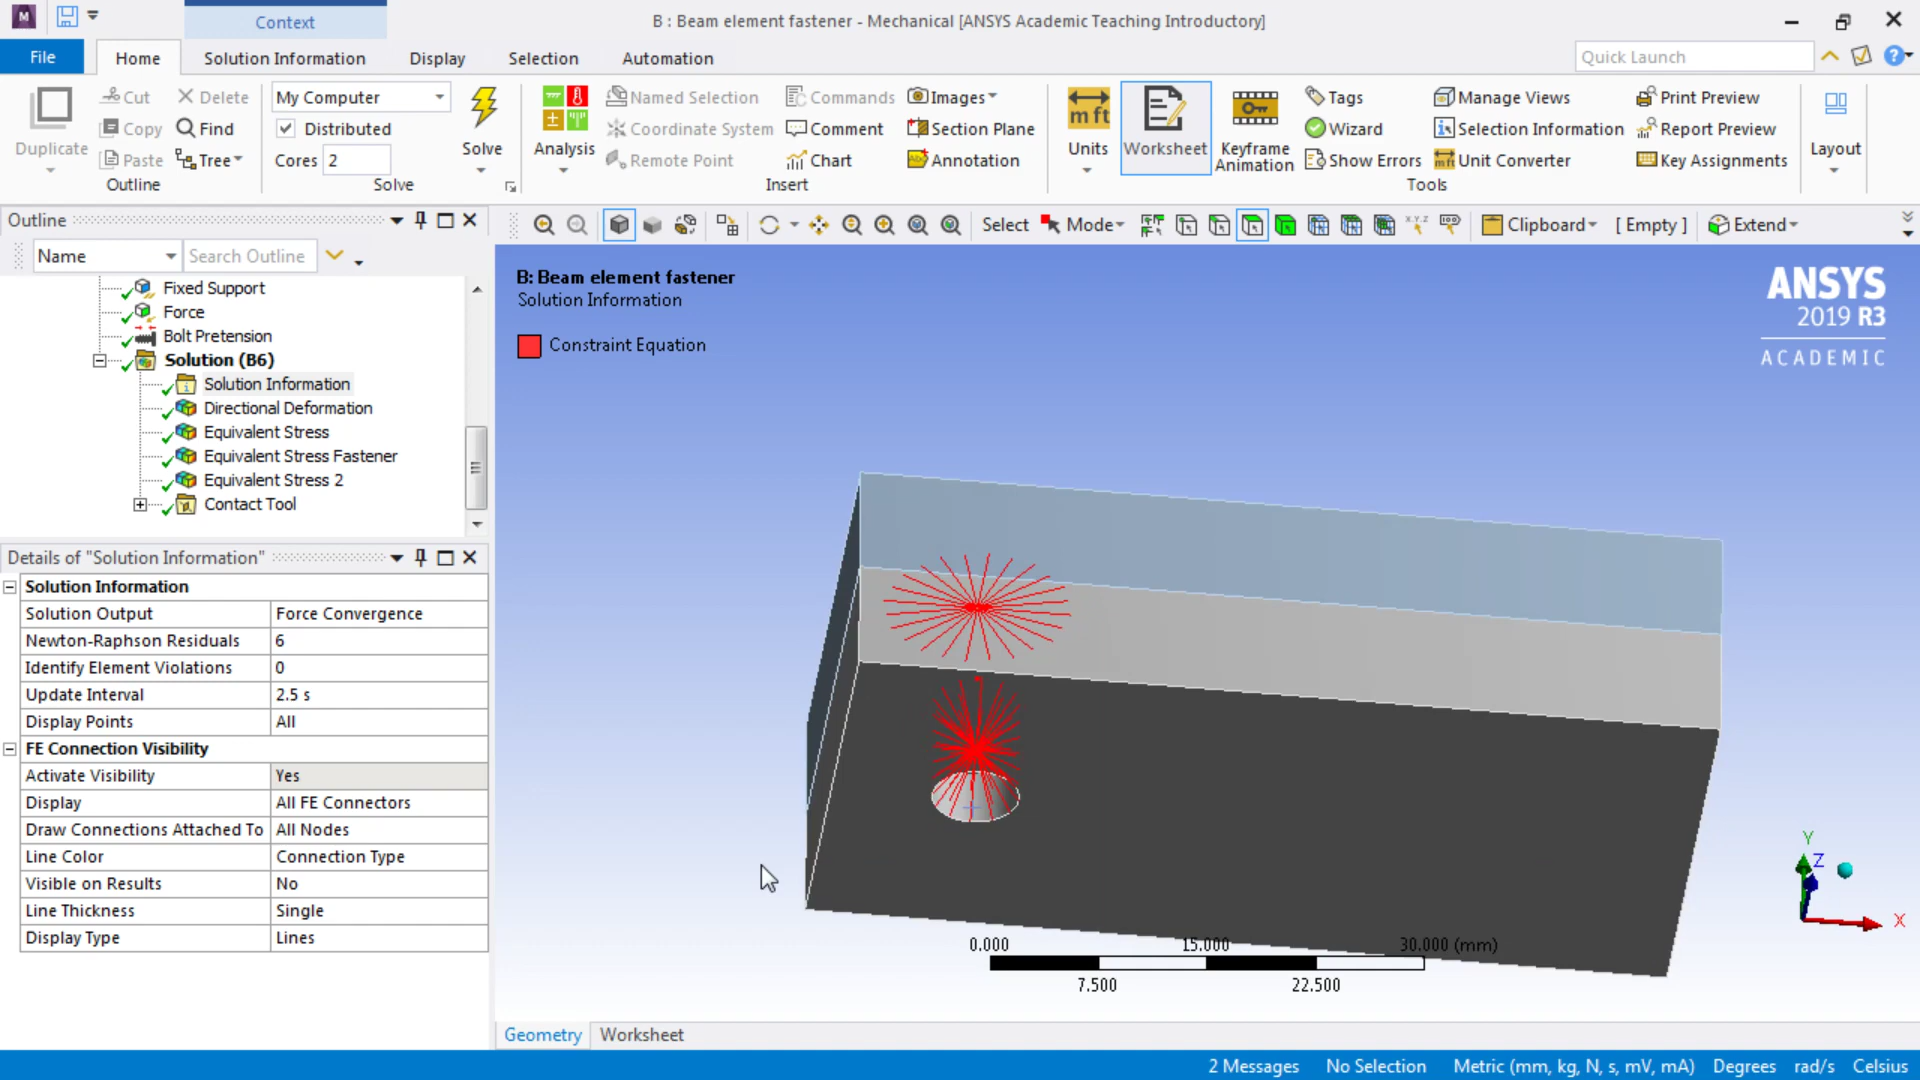 M
Context
B : Beam element fastener - Mechanical [ANSYS Academic Teaching Introductory]
File
Home
Solution Information
Display
Selection
Automation
Quick Launch
Duplicate
Cut
Copy
Paste
Delete
Find
Tree
Outline
My Computer
Distributed
Cores 2
Solve
Solve
Analysis
Named Selection
Coordinate System
Remote Point
Commands
Comment
Chart
Images
Section Plane
Annotation
Insert
Units
Worksheet
Keyframe
Animation
Tags
Wizard
Show Errors
Manage Views
Selection Information
Unit Converter
Print Preview
Report Preview
Key Assignments
Tools
Layout
Outline
Name
Search Outline
Select
Mode
Clipboard
[ Empty ]
Extend
Fixed Support
Force
Bolt Pretension
Solution (B6)
Solution Information
Directional Deformation
Equivalent Stress
Equivalent Stress Fastener
Equivalent Stress 2
Contact Tool
Details of "Solution Information"
Solution Information
Solution Output Force Convergence
Newton-Raphson Residuals 6
Identify Element Violations 0
Update Interval 2.5 s
Display Points All
FE Connection Visibility
Activate Visibility Yes
Display All FE Connectors
Draw Connections Attached To All Nodes
Line Color Connection Type
Visible on Results No
Line Thickness Single
Display Type Lines
B: Beam element fastener
Solution Information
Constraint Equation
ANSYS
2019 R3
ACADEMIC
Y
Z
X
0.000 15.000 30.000 (mm)
7.500 22.500
Geometry
Worksheet
2 Messages
No Selection
Metric (mm, kg, N, s, mV, mA)
Degrees
rad/s
Celsius